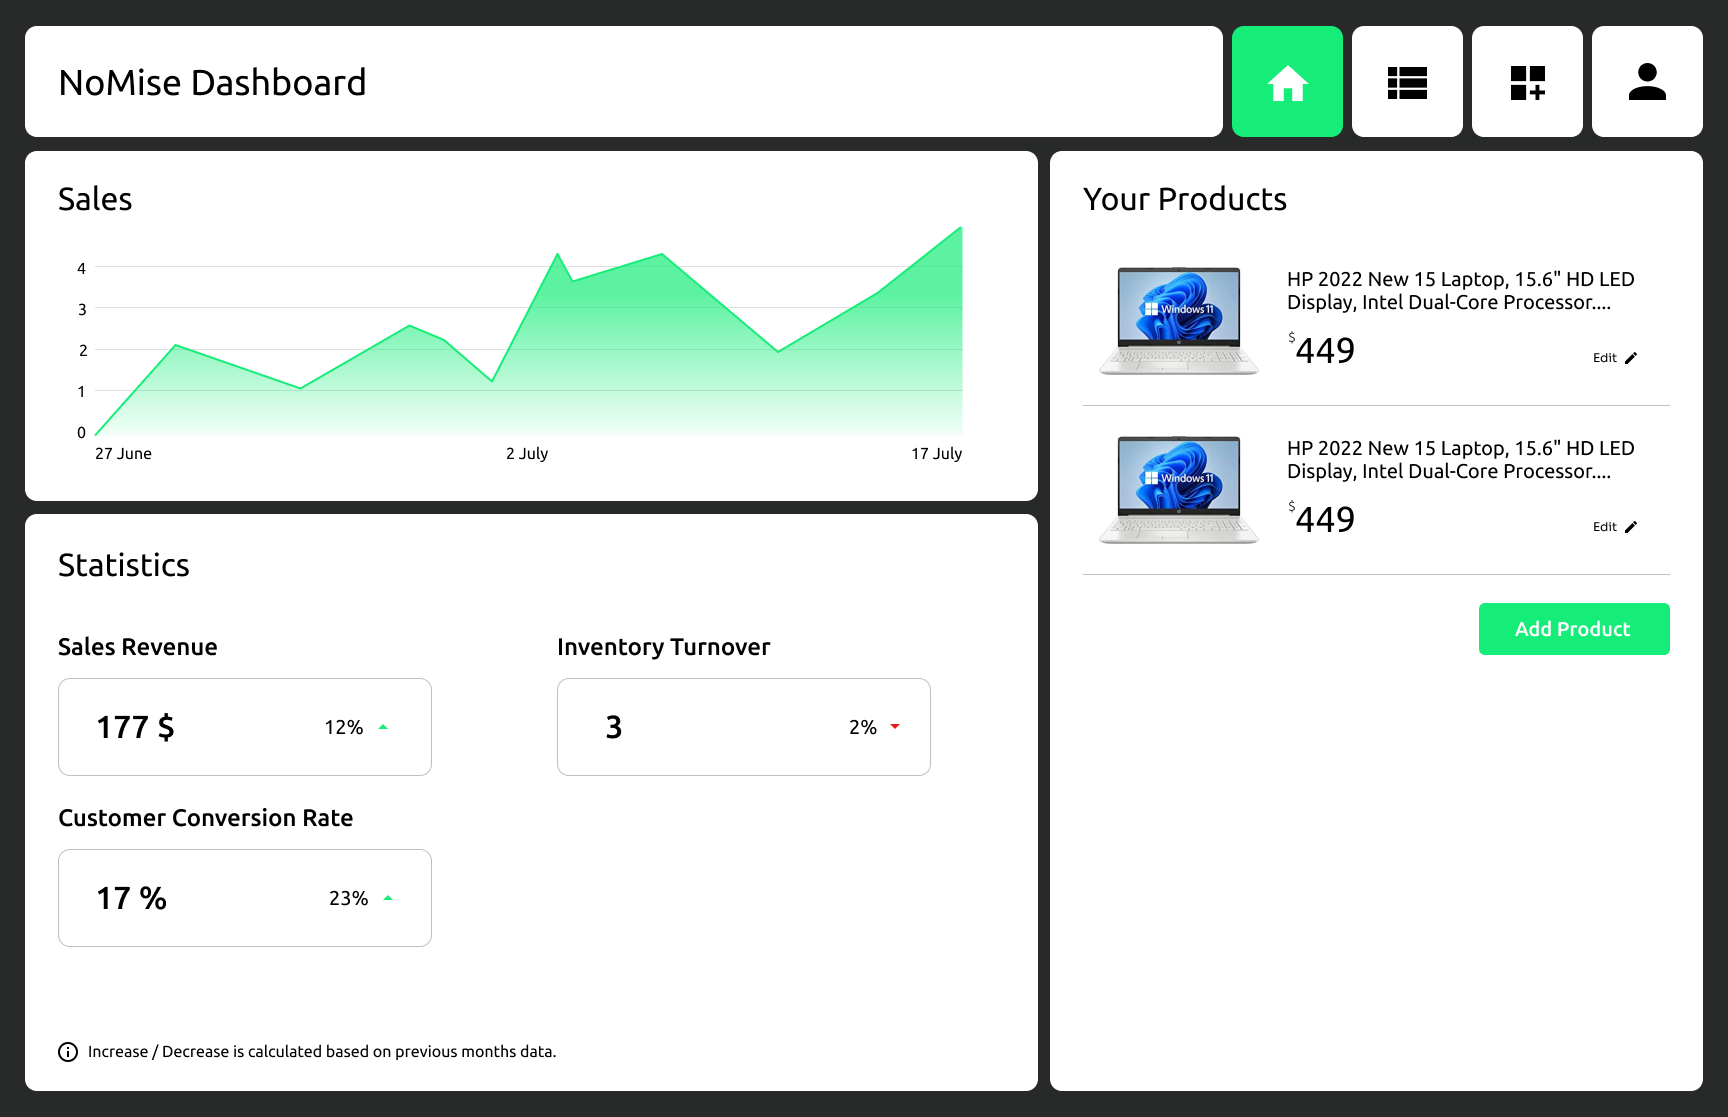 NoMise Dashboard
Sales
4
3
2
1
0
27 June
2 July
17 July
Statistics
Sales Revenue
177 $
12%
Inventory Turnover
3
2%
Customer Conversion Rate
17 %
23%
Increase / Decrease is calculated based on previous months data.
Your Products
Windows 11
HP 2022 New 15 Laptop, 15.6" HD LED
Display, Intel Dual-Core Processor....
$449
Edit
Windows 11
HP 2022 New 15 Laptop, 15.6" HD LED
Display, Intel Dual-Core Processor....
$449
Edit
Add Product